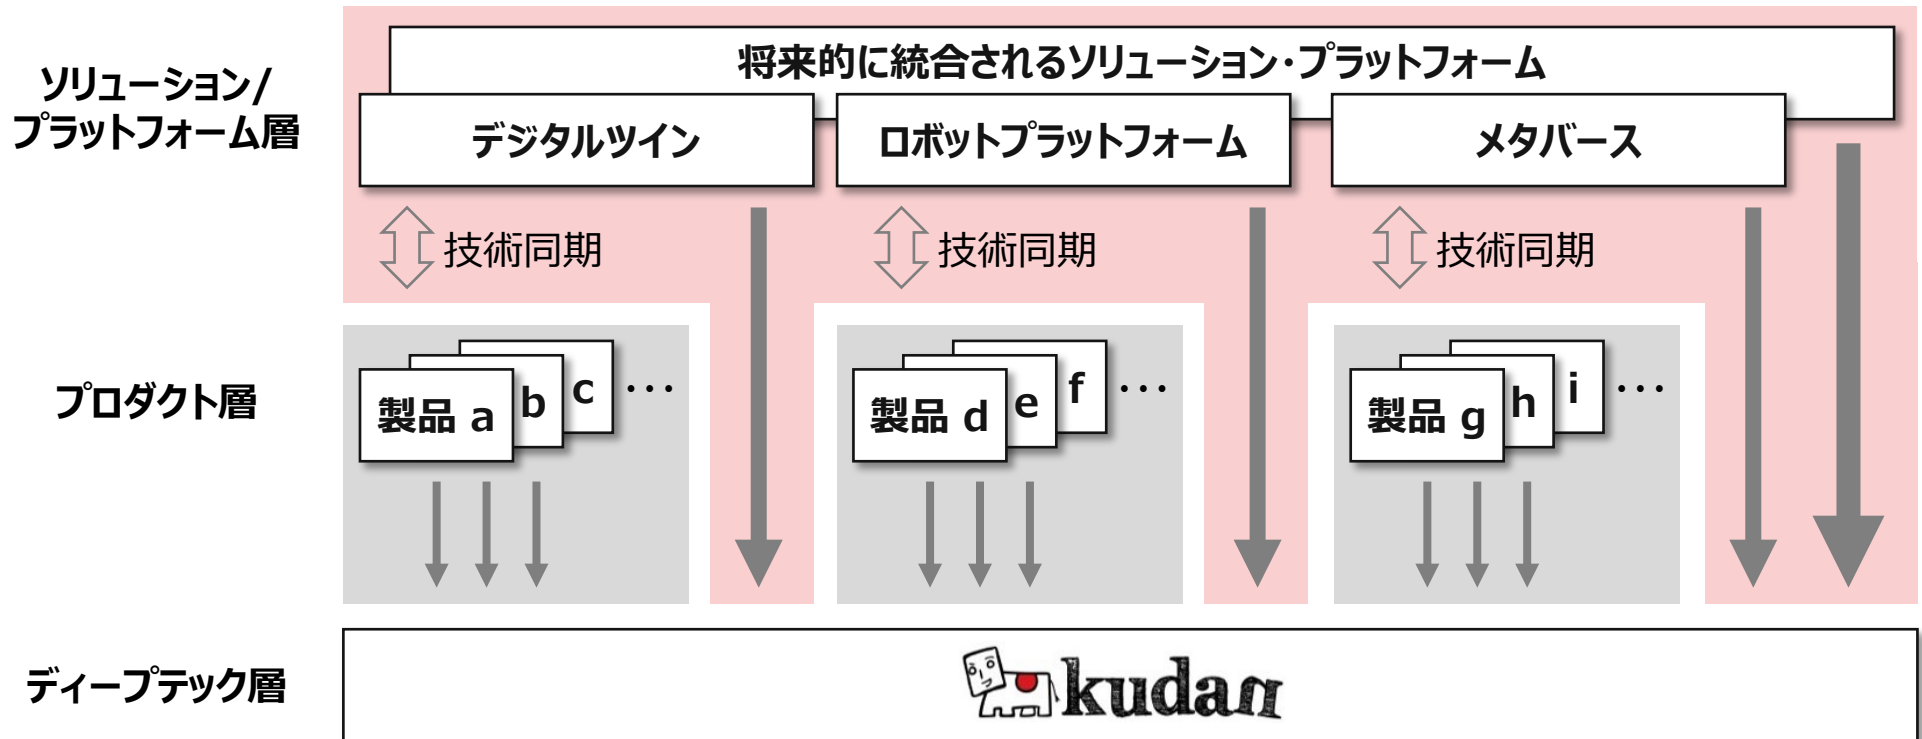 ソリューション/
プラットフォーム層
将来的に統合されるソリューション・プラットフォーム
デジタルツイン
ロボットプラットフォーム
メタバース
技術同期
技術同期
技術同期
プロダクト層
製品 a
b
c
・・・
製品 d
e
f
・・・
製品 g
h
i
・・・
ディープテック層
kudan